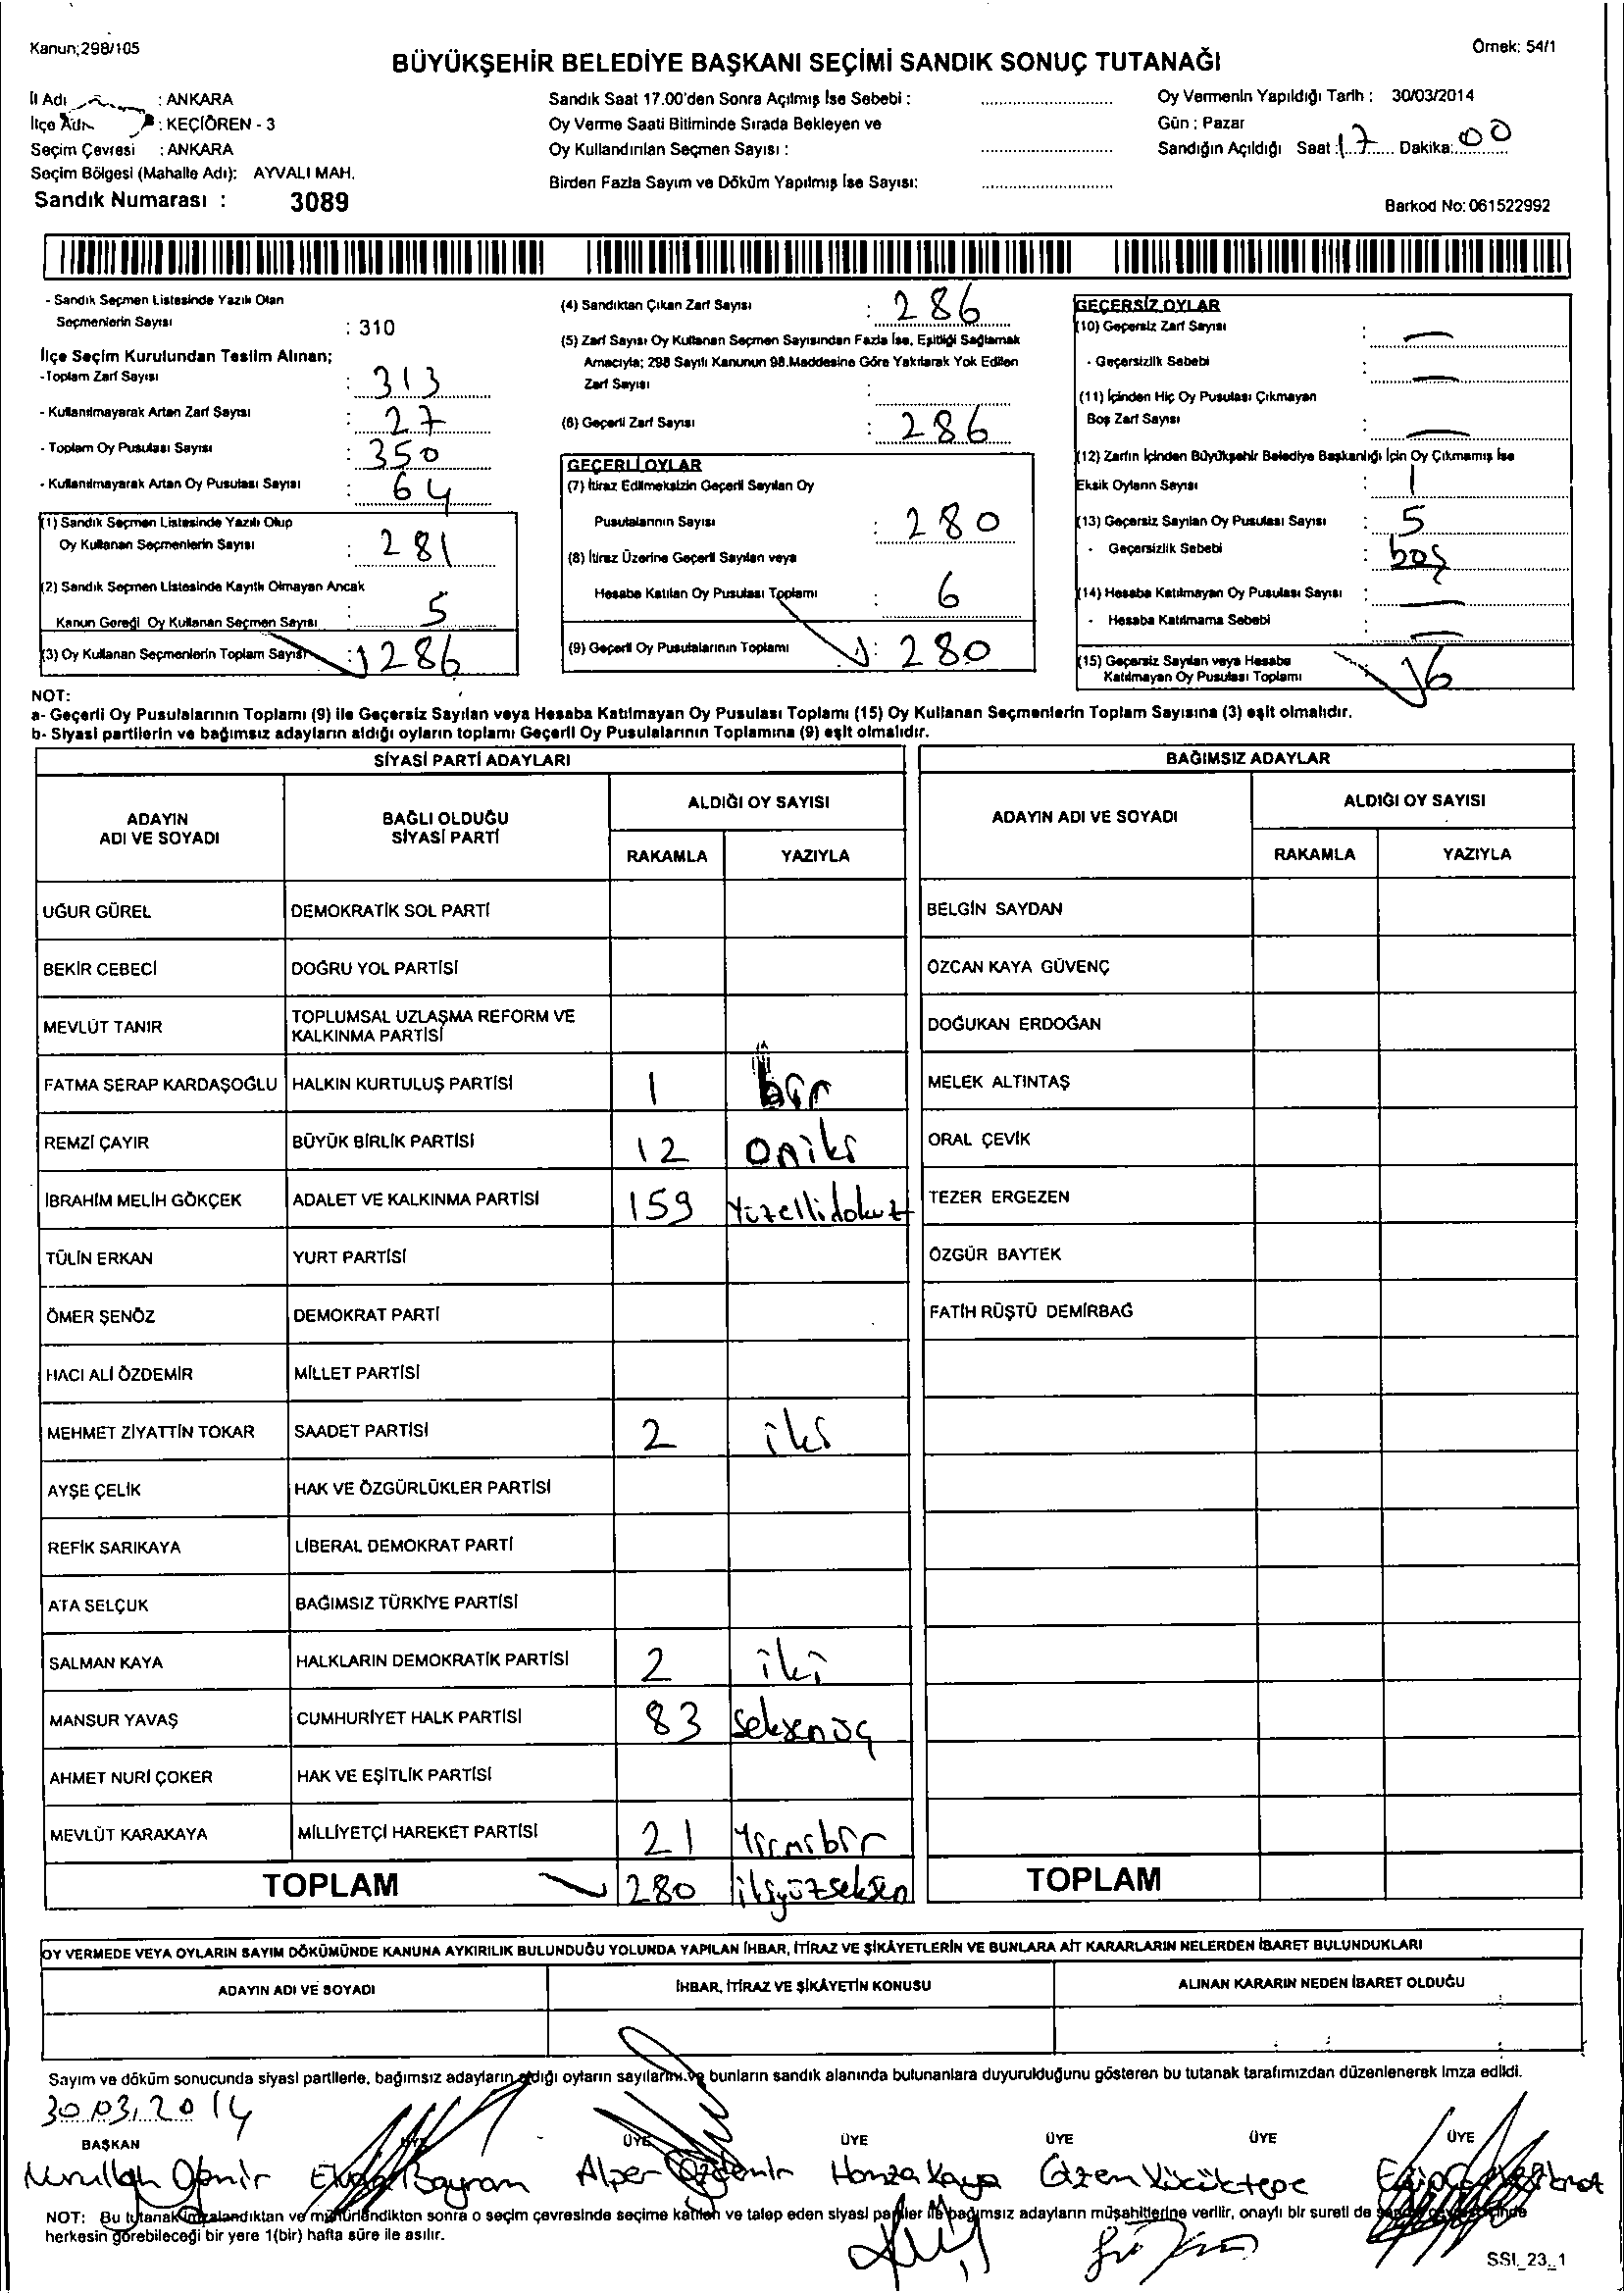 Kanun;298/105
Örnek: 54/1
BÜYÜKŞEHİR BELEDİYE BAŞKANI SEÇİMİ SANDIK SONUÇ TUTANAĞI
İl Adı : ANKARA
İlçe Adı : KEÇİÖREN - 3
Seçim Çevresi : ANKARA
Seçim Bölgesi (Mahalle Adı): AYVALI MAH.
Sandık Numarası : 3089
Sandık Saat 17.00'den Sonra Açılmış İse Sebebi :
Oy Verme Saati Bitiminde Sırada Bekleyen ve
Oy Kullandırılan Seçmen Sayısı :
Birden Fazla Sayım ve Döküm Yapılmış İse Sayısı:
Oy Vermenin Yapıldığı Tarih : 30/03/2014
Gün : Pazar
Sandığın Açıldığı Saat : 17 Dakika: 00
Barkod No: 061522992
- Sandık Seçmen Listesinde Yazılı Olan
Seçmenlerin Sayısı : 310
İlçe Seçim Kurulundan Teslim Alınan;
- Toplam Zarf Sayısı : 313
- Kullanılmayarak Artan Zarf Sayısı : 27
- Toplam Oy Pusulası Sayısı : 350
- Kullanılmayarak Artan Oy Pusulası Sayısı : 64
(1) Sandık Seçmen Listesinde Yazılı Olup
Oy Kullanan Seçmenlerin Sayısı : 281
(2) Sandık Seçmen Listesinde Kayıtlı Olmayan Ancak
Kanun Gereği Oy Kullanan Seçmen Sayısı : 5
(3) Oy Kullanan Seçmenlerin Toplam Sayısı : 286
(4) Sandıktan Çıkan Zarf Sayısı : 286
(5) Zarf Sayısı Oy Kullanan Seçmen Sayısından Fazla İse, Eşitliği Sağlamak
Amacıyla; 298 Sayılı Kanunun 98.Maddesine Göre Yakılarak Yok Edilen
Zarf Sayısı :
(6) Geçerli Zarf Sayısı : 286
GEÇERLİ OYLAR
(7) İtiraz Edilmeksizin Geçerli Sayılan Oy
Pusulalarının Sayısı : 280
(8) İtiraz Üzerine Geçerli Sayılan veya
Hesaba Katılan Oy Pusulası Toplamı : 6
(9) Geçerli Oy Pusulalarının Toplamı : 280
GEÇERSİZ OYLAR
(10) Geçersiz Zarf Sayısı : —
- Geçersizlik Sebebi : —
(11) İçinden Hiç Oy Pusulası Çıkmayan
Boş Zarf Sayısı : —
(12) Zarfın İçinden Büyükşehir Belediye Başkanlığı İçin Oy Çıkmamış İse
Eksik Oyların Sayısı : 1
(13) Geçersiz Sayılan Oy Pusulası Sayısı : 5
- Geçersizlik Sebebi : boş
(14) Hesaba Katılmayan Oy Pusulası Sayısı : —
- Hesaba Katılmama Sebebi : —
(15) Geçersiz Sayılan veya Hesaba
Katılmayan Oy Pusulası Toplamı 6
NOT:
a- Geçerli Oy Pusulalarının Toplamı (9) ile Geçersiz Sayılan veya Hesaba Katılmayan Oy Pusulası Toplamı (15) Oy Kullanan Seçmenlerin Toplam Sayısına (3) eşit olmalıdır.
b- Siyasi partilerin ve bağımsız adayların aldığı oyların toplamı Geçerli Oy Pusulalarının Toplamına (9) eşit olmalıdır.
SİYASİ PARTİ ADAYLARI
ADAYIN ADI VE SOYADI
BAĞLI OLDUĞU SİYASİ PARTİ
ALDIĞI OY SAYISI
RAKAMLA YAZIYLA
UĞUR GÜREL DEMOKRATİK SOL PARTİ
BEKİR CEBECİ DOĞRU YOL PARTİSİ
MEVLÜT TANIR TOPLUMSAL UZLAŞMA REFORM VE KALKINMA PARTİSİ
FATMA SERAP KARDAŞOĞLU HALKIN KURTULUŞ PARTİSİ 1 bir
REMZİ ÇAYIR BÜYÜK BİRLİK PARTİSİ 12 oniki
İBRAHİM MELİH GÖKÇEK ADALET VE KALKINMA PARTİSİ 159 Yüzellidokuz
TÜLİN ERKAN YURT PARTİSİ
ÖMER ŞENÖZ DEMOKRAT PARTİ
HACI ALİ ÖZDEMİR MİLLET PARTİSİ
MEHMET ZİYATTİN TOKAR SAADET PARTİSİ 2 iki
AYŞE ÇELİK HAK VE ÖZGÜRLÜKLER PARTİSİ
REFİK SARIKAYA LİBERAL DEMOKRAT PARTİ
ATA SELÇUK BAĞIMSIZ TÜRKİYE PARTİSİ
SALMAN KAYA HALKLARIN DEMOKRATİK PARTİSİ 2 iki
MANSUR YAVAŞ CUMHURİYET HALK PARTİSİ 83 Seksenüç
AHMET NURİ ÇOKER HAK VE EŞİTLİK PARTİSİ
MEVLÜT KARAKAYA MİLLİYETÇİ HAREKET PARTİSİ 21 Yirmibir
TOPLAM 280 ikiyüzseksen
BAĞIMSIZ ADAYLAR
ADAYIN ADI VE SOYADI
ALDIĞI OY SAYISI
RAKAMLA YAZIYLA
BELGİN SAYDAN
ÖZCAN KAYA GÜVENÇ
DOĞUKAN ERDOĞAN
MELEK ALTINTAŞ
ORAL ÇEVİK
TEZER ERGEZEN
ÖZGÜR BAYTEK
FATİH RÜŞTÜ DEMİRBAĞ
TOPLAM
OY VERMEDE VEYA OYLARIN SAYIM DÖKÜMÜNDE KANUNA AYKIRILIK BULUNDUĞU YOLUNDA YAPILAN İHBAR, İTİRAZ VE ŞİKÂYETLERİN VE BUNLARA AİT KARARLARIN NELERDEN İBARET BULUNDUKLARI
ADAYIN ADI VE SOYADI İHBAR, İTİRAZ VE ŞİKÂYETİN KONUSU ALINAN KARARIN NEDEN İBARET OLDUĞU
Sayım ve döküm sonucunda siyasi partilerle, bağımsız adayların aldığı oyların sayılarını ve bunların sandık alanında bulunanlara duyurulduğunu gösteren bu tutanak tarafımızdan düzenlenerek imza edildi.
30.03.2014
BAŞKAN ÜYE ÜYE ÜYE ÜYE ÜYE ÜYE
Nurullah Bayram Alper Özdemir Hamza Kaya Gizem Küçüktepe
NOT: Bu tutanak imzalandıktan ve mühürlendikten sonra o seçim çevresinde seçime katılan ve talep eden siyasi partiler ile bağımsız adayların müşahitlerine verilir, onaylı bir sureti de
herkesin görebileceği bir yere 1(bir) hafta süre ile asılır.
SSI_23_1